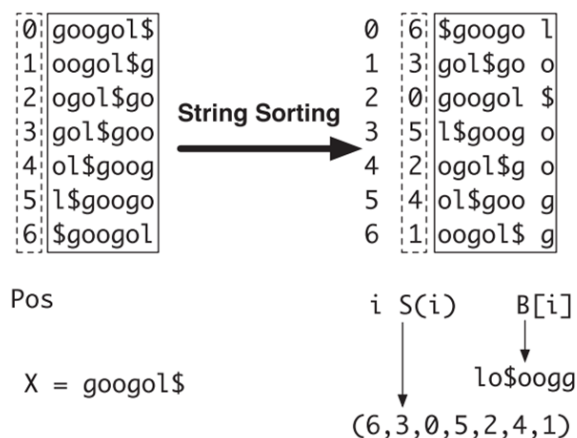 0 googol$ 0 6 $googo l
1 oogol$g 1 3 gol$go o
2 ogol$go 2 0 googol $
String Sorting
3 gol$goo 3 5 l$goog o
4 ol$goog 4 2 ogol$g o
5 l$googo 5 4 ol$goo g
6 $googol 6 1 oogol$ g
Pos i S(i) B[i]
X = googol$ lo$oogg
(6,3,0,5,2,4,1)